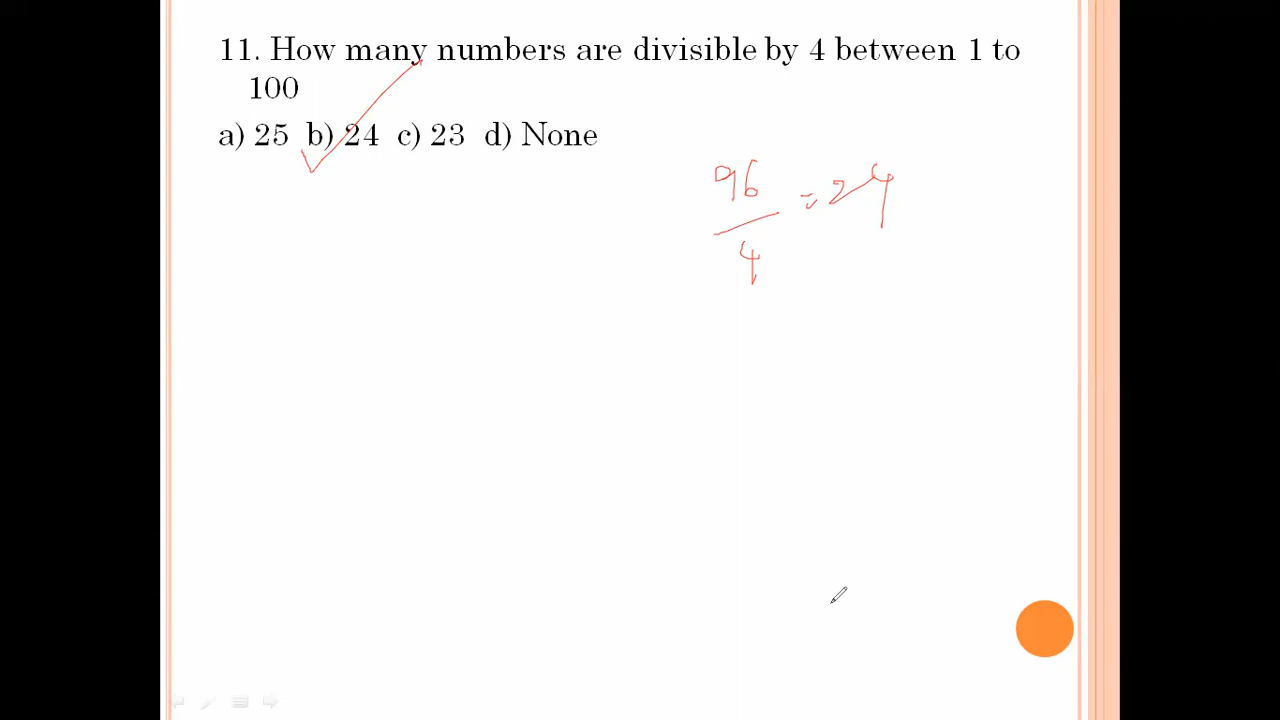 11. How many numbers are divisible by 4 between 1 to
100
a) 25 b) 24 c) 23 d) None
96
= 24
4